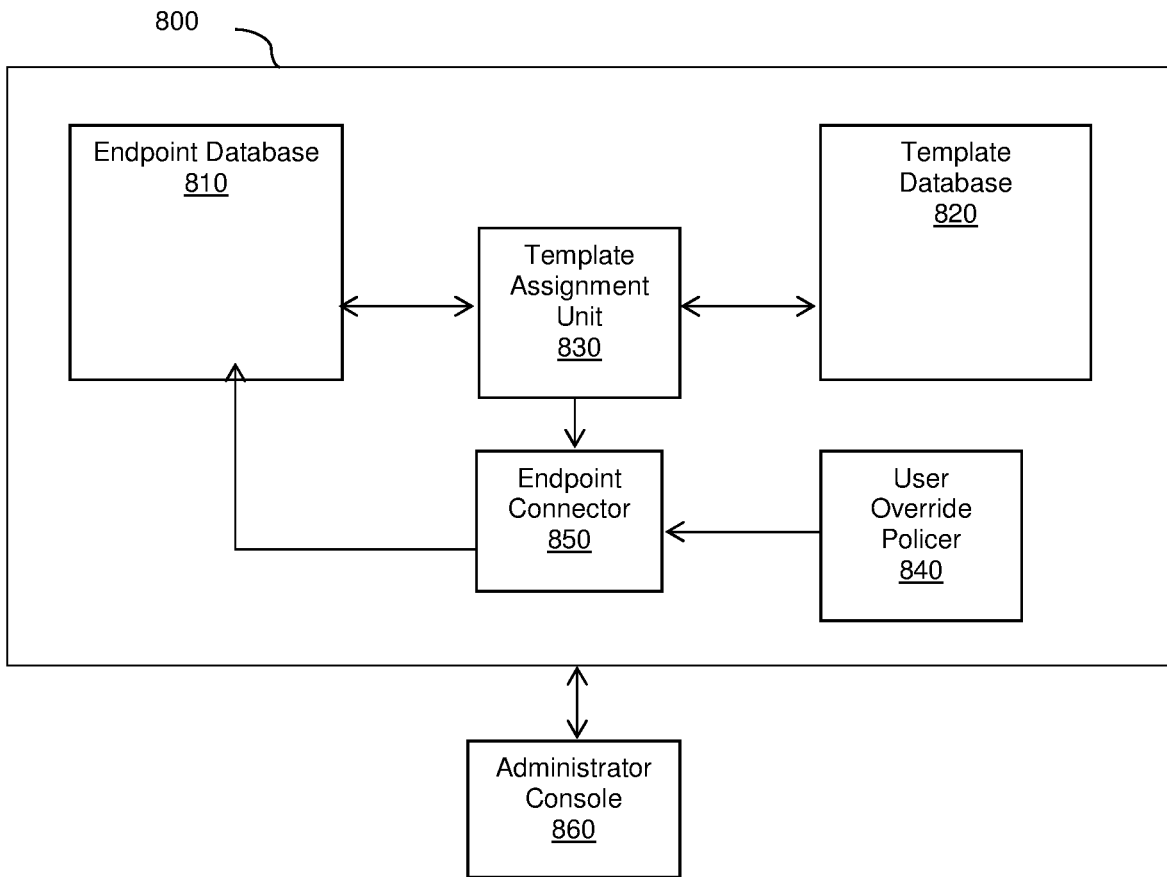 800
Endpoint Database
810
Template
Database
820
Template
Assignment
Unit
830
Endpoint
Connector
850
User
Override
Policer
840
Administrator
Console
860